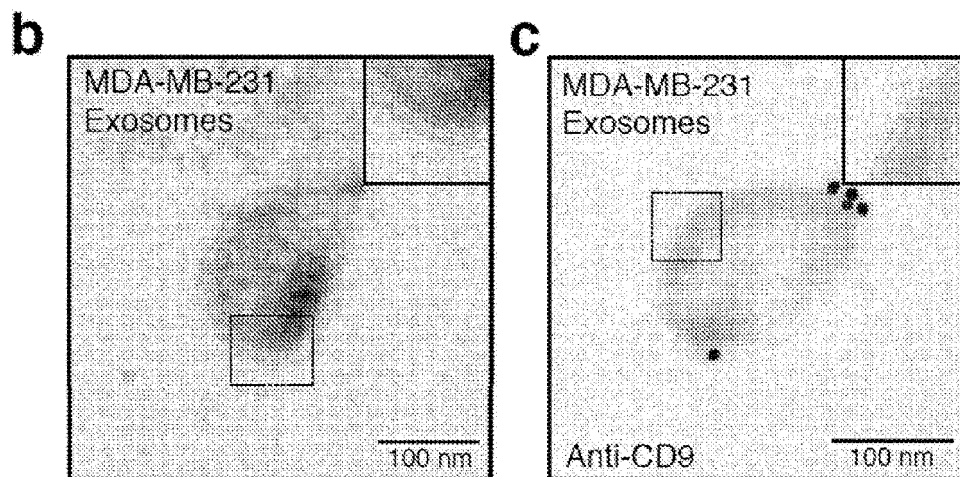 b
MDA-MB-231
Exosomes
100 nm
c
MDA-MB-231
Exosomes
Anti-CD9
100 nm